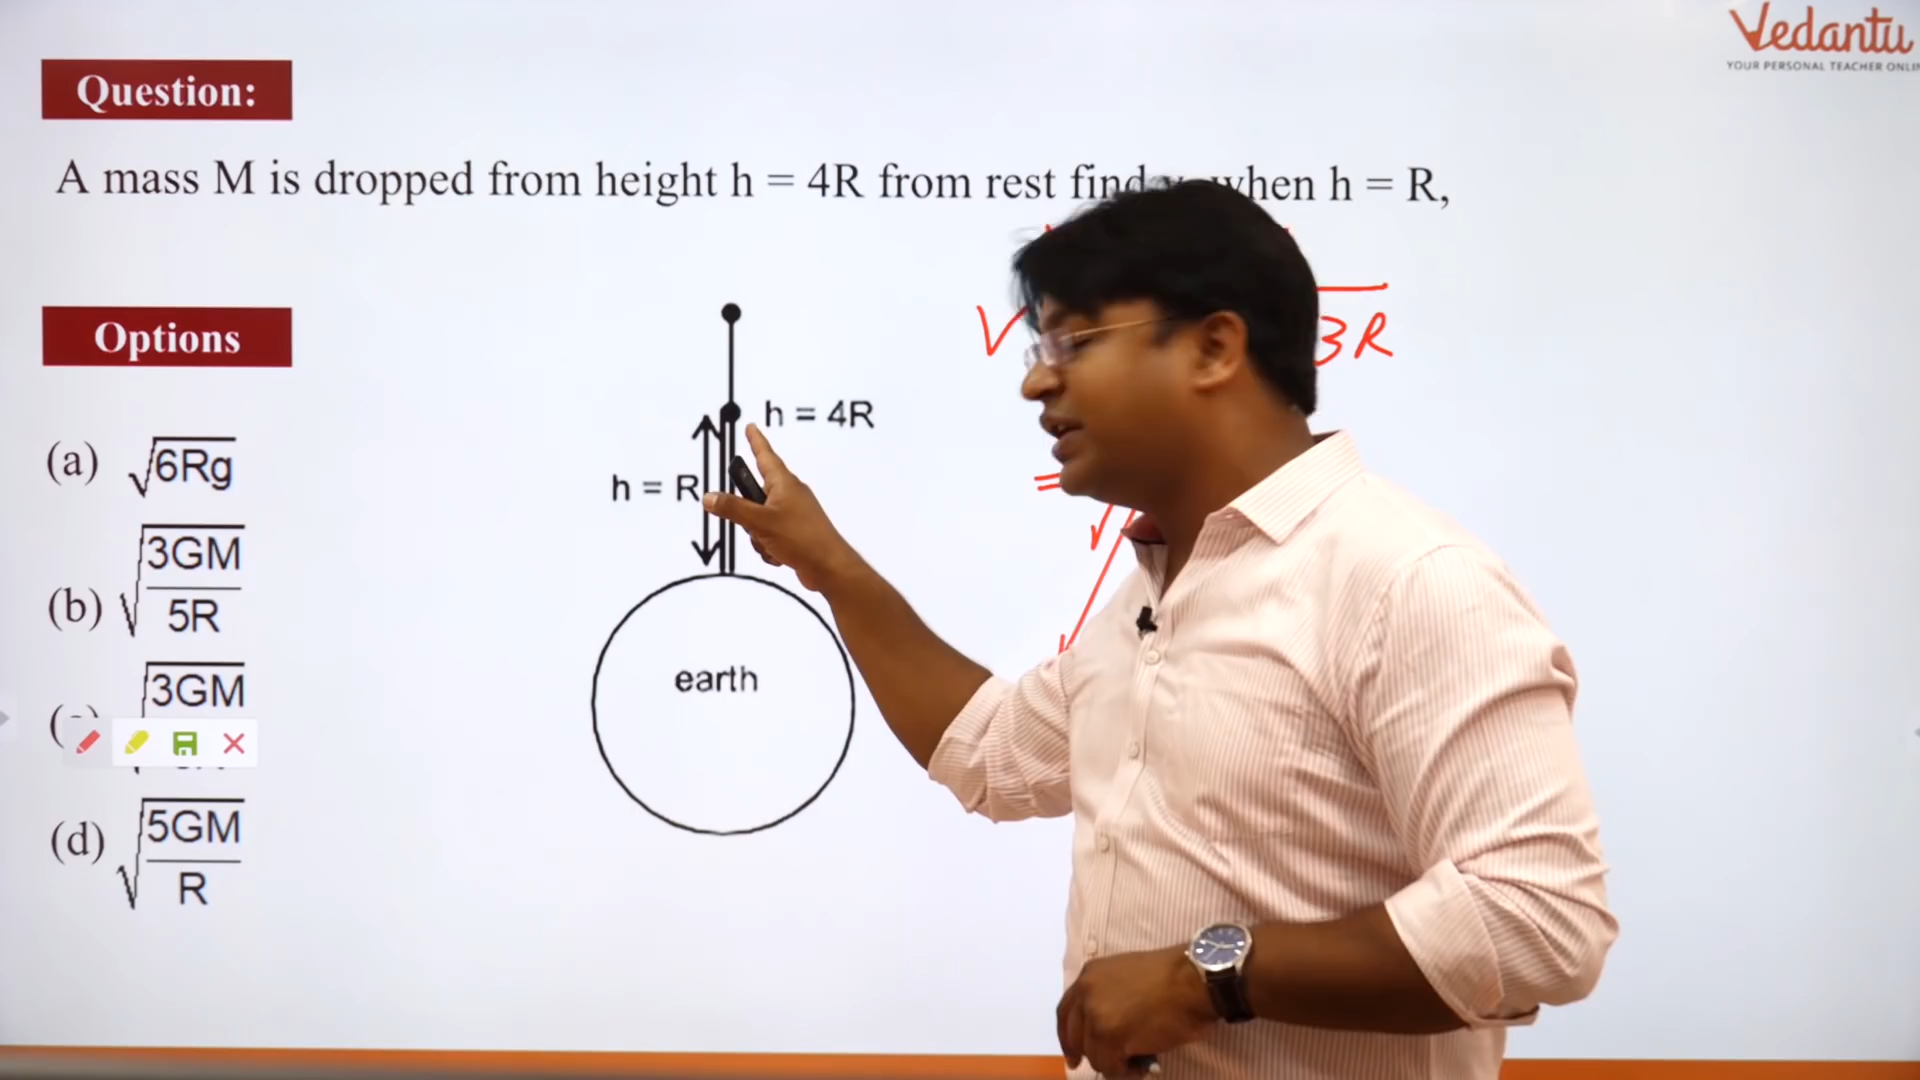 Vedantu
YOUR PERSONAL TEACHER ONLIN
Question:
A mass M is dropped from height h = 4R from rest find when h = R,
V 3R
Options
h = 4R
(a) √6Rg
h = R
=
(b) √3GM
5R
3GM
earth
(d) √5GM
R